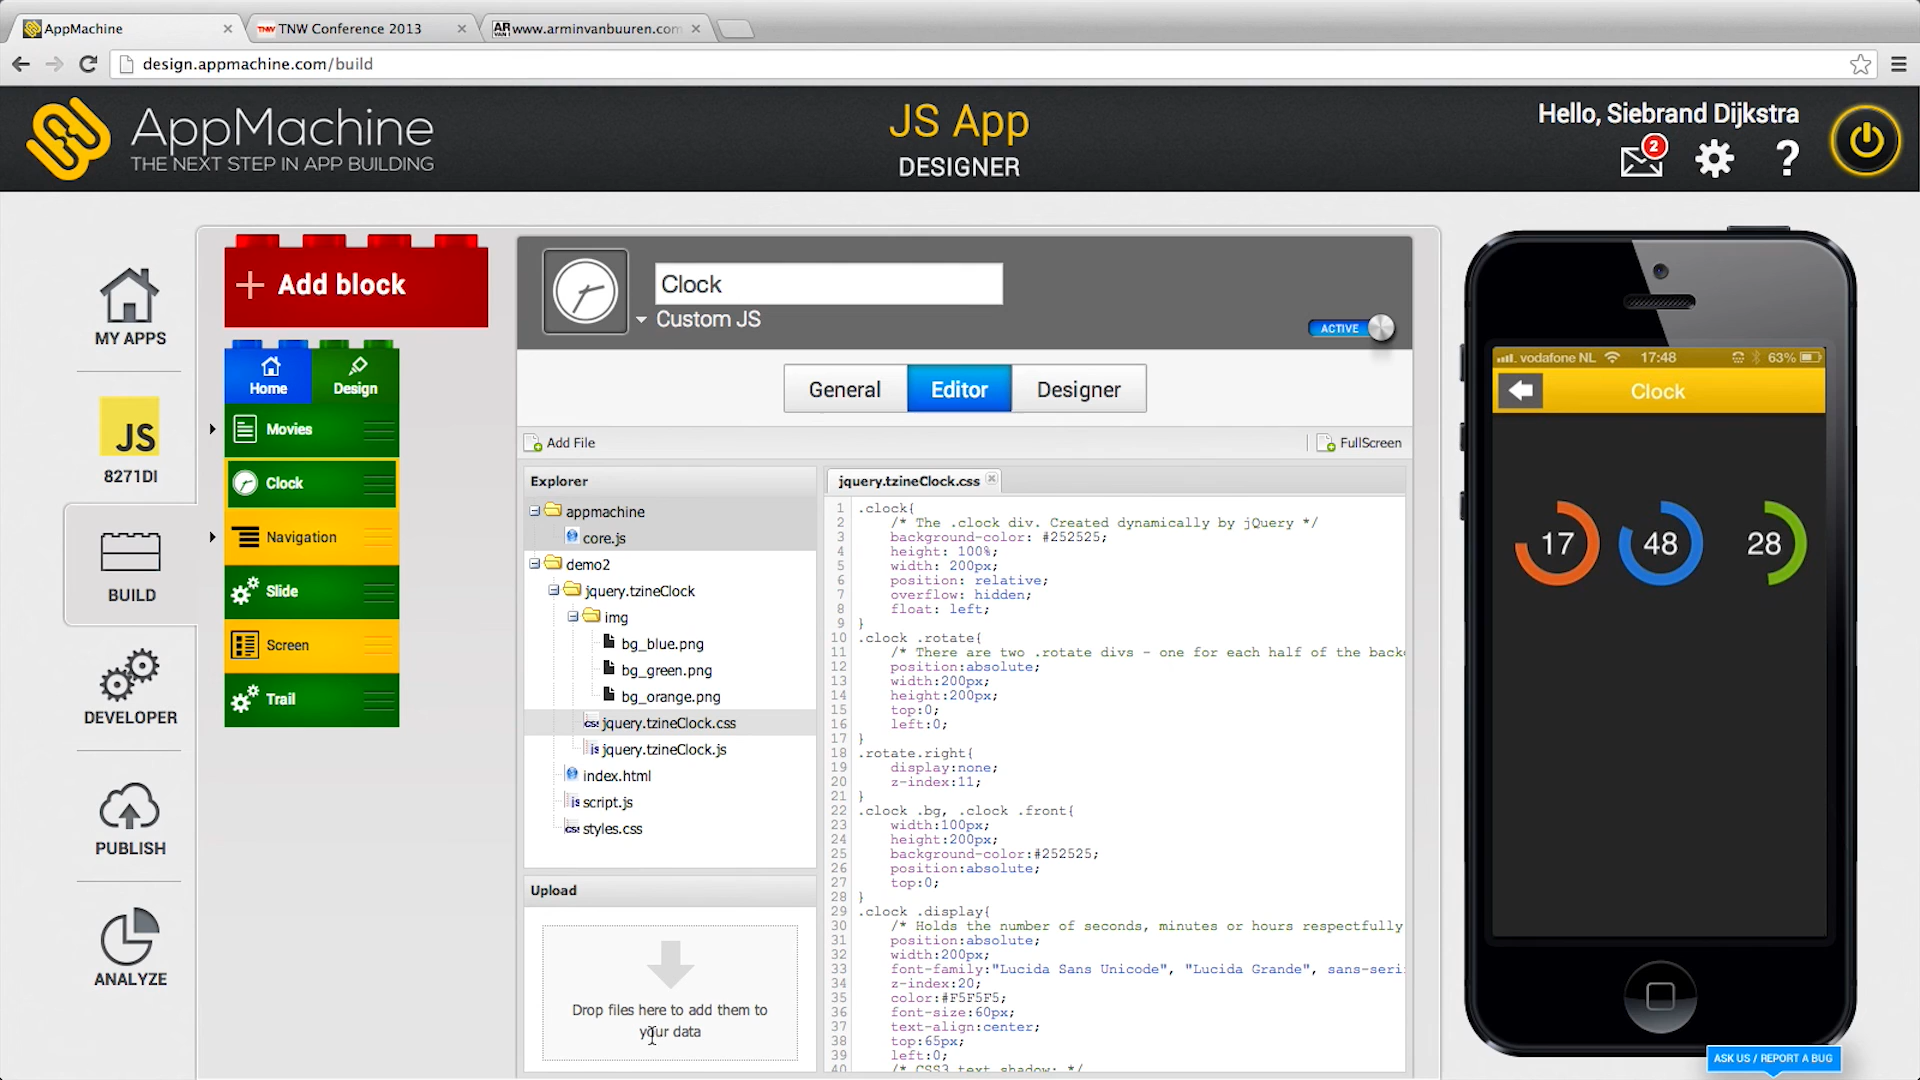 AppMachine
TNW TNW Conference 2013
AR www.arminvanbuuren.com
design.appmachine.com/build
AppMachine
THE NEXT STEP IN APP BUILDING
JS App
DESIGNER
Hello, Siebrand Dijkstra
2
?
MY APPS
JS
8271DI
BUILD
DEVELOPER
PUBLISH
ANALYZE
+ Add block
Home
Design
Movies
Clock
Navigation
Slide
Screen
Trail
Clock
Custom JS
ACTIVE
General
Editor
Designer
Add File
FullScreen
Explorer
appmachine
core.js
demo2
jquery.tzineClock
img
bg_blue.png
bg_green.png
bg_orange.png
css jquery.tzineClock.css
js jquery.tzineClock.js
index.html
js script.js
css styles.css
Upload
Drop files here to add them to
your data
jquery.tzineClock.css
1 .clock{
2 /* The .clock div. Created dynamically by jQuery */
3 background-color: #252525;
4 height: 100%;
5 width: 200px;
6 position: relative;
7 overflow: hidden;
8 float: left;
9 }
10 .clock .rotate{
11 /* There are two .rotate divs - one for each half of the
12 position:absolute;
13 width:200px;
14 height:200px;
15 top:0;
16 left:0;
17 }
18 .rotate.right{
19 display:none;
20 z-index:11;
21 }
22 .clock .bg, .clock .front{
23 width:100px;
24 height:200px;
25 background-color:#252525;
26 position:absolute;
27 top:0;
28 }
29 .clock .display{
30 /* Holds the number of seconds, minutes or hours respectfully
31 position:absolute;
32 width:200px;
33 font-family:"Lucida Sans Unicode", "Lucida Grande", sans-seri
34 z-index:20;
35 color:#F5F5F5;
36 font-size:60px;
37 text-align:center;
38 top:65px;
39 left:0;
40 /* CSS3 text shadow: */
vodafone NL 17:48 63%
Clock
17 48 28
ASK US / REPORT A BUG